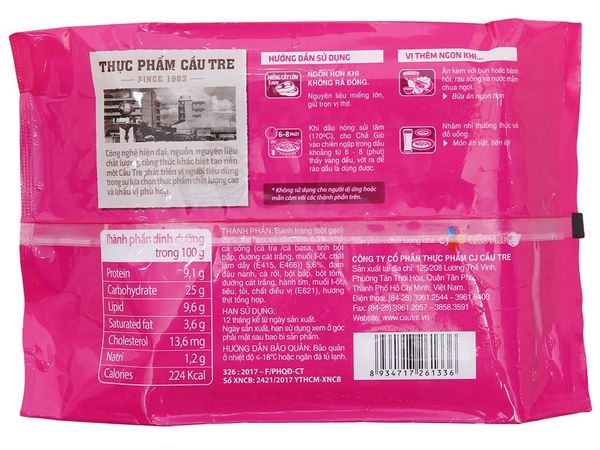 THỰC PHẨM CẦU TRE
SINCE 1983
Công nghệ hiện đại, nguồn nguyên liệu
chất lượng, công thức khác biệt tạo nên
một Cầu Tre phát triển vì người tiêu dùng
trong sự lựa chọn thực phẩm chất lượng cao
và khẩu vị phù hợp.
HƯỚNG DẪN SỬ DỤNG
MIẾNG CẮT LỚN
NGON HƠN KHI
KHÔNG RÃ ĐÔNG.
Nguyên liệu miếng lớn,
giữ trọn vị thịt
6-8 PHÚT
Khi dầu nóng sủi tăm
(170ºC), cho Chả Giò
vào chiên ngập trong dầu
khoảng từ 6 - 8 (phút)
thấy vàng đều, vớt ra để
ráo dầu là dùng được.
* Không sử dụng cho người dị ứng hoặc
mẫn cảm với các thành phần trên.
VỊ THÊM NGON KHI...
Ăn kèm với bún hoặc bánh
hỏi, rau sống và nước mắm
chua ngọt.
Bữa ăn ngon hơn
Nhâm nhi thưởng thức với
đồ uống.
Món ăn vặt, tiện lợi
Thành phần dinh dưỡng
trong 100 g
Protein 9,1 g
Carbohydrate 25 g
Lipid 9,6 g
Saturated fat 3,6 g
Cholesterol 13,6 mg
Natri 1,2 g
Calories 224 Kcal
THÀNH PHẦN: Bánh tráng (bột gạo)
cá sống (cá tra /cá basa, tinh bột
bắp, đường cát trắng, muối I-ốt, chất
làm dày (E415, E466)) 5.6%, đạm
đậu nành, cà rốt, bột bắp, bột tôm,
đường cát trắng, hành tím, muối I-ốt,
tiêu, tỏi, chất điều vị (E621), hương
thịt tổng hợp.
HẠN SỬ DỤNG:
12 tháng kể từ ngày sản xuất.
Ngày sản xuất, hạn sử dụng xem ở góc
phải mặt sau bao bì sản phẩm.
HƯỚNG DẪN BẢO QUẢN: Bảo quản
ở nhiệt độ ≤-18ºC hoặc ngăn đá tủ lạnh.
326 : 2017 – F/PHQĐ-CT
Số XNCB: 2421/2017 YTHCM-XNCB
Sản phẩm chất lượng của CJ CẦU TRE
CÔNG TY CỔ PHẦN THỰC PHẨM CJ CẦU TRE
Sản xuất tại địa chỉ: 125/208 Lương Thế Vinh,
Phường Tân Thới Hòa, Quận Tân Phú,
Thành Phố Hồ Chí Minh, Việt Nam.
Điện thoại: (84-28) 3961.2544 – 3961.8400
Fax: (84-28) 3961.2057 - 3858.3591
Website: www.cautre.vn
8 934717 261336